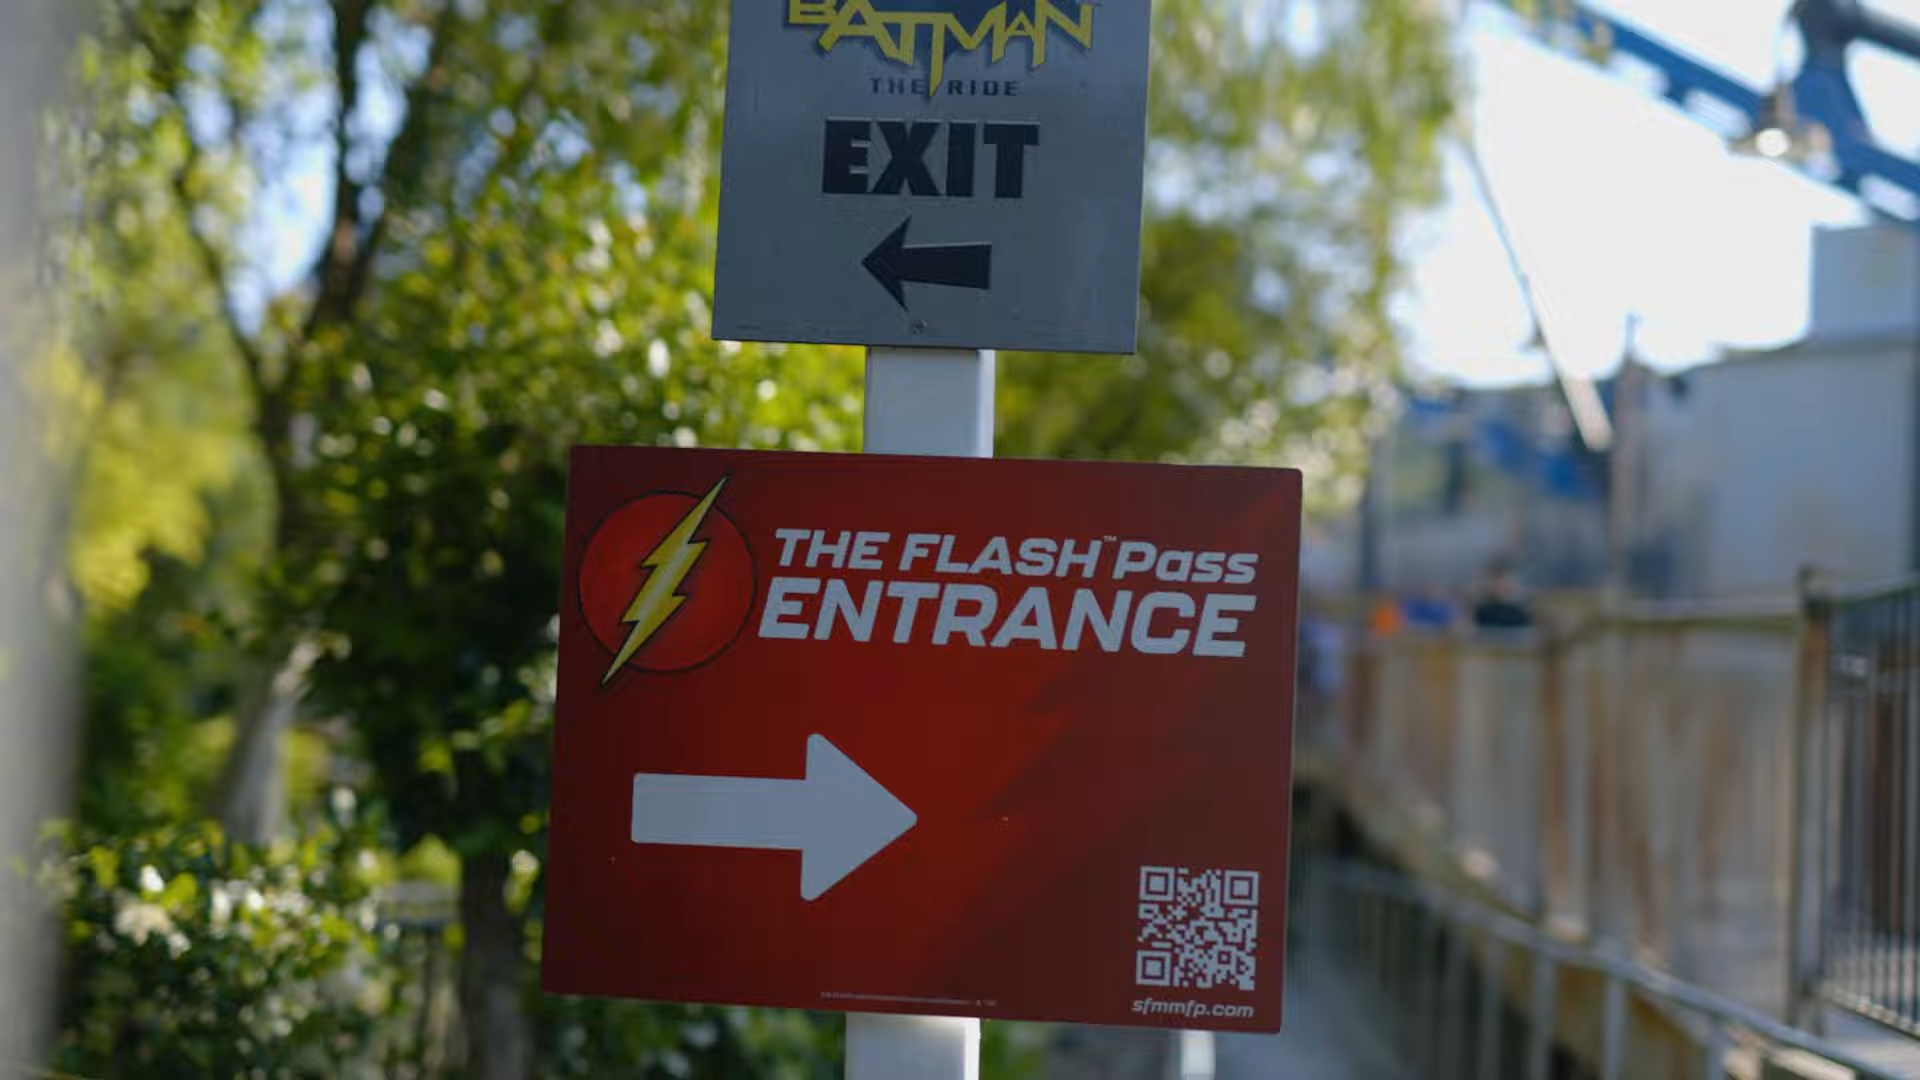 BATMAN
THE RIDE
EXIT
THE FLASH™ Pass
ENTRANCE
sfmmfp.com